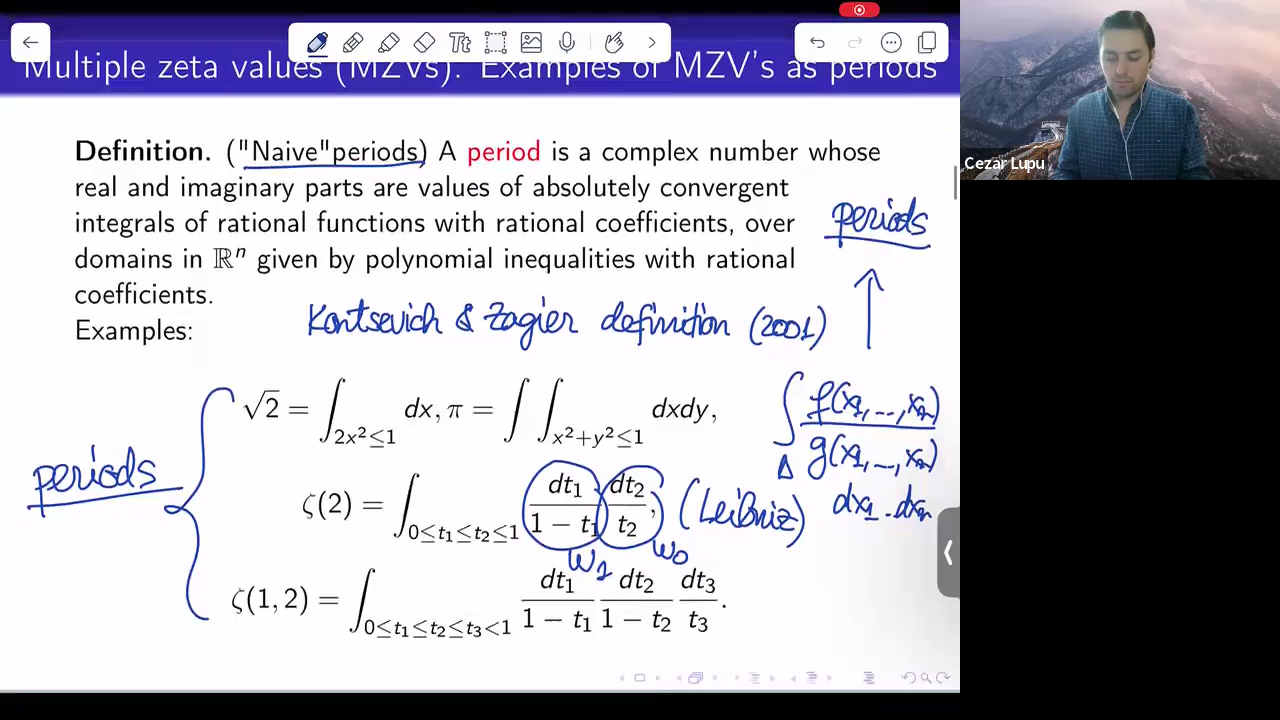 Multiple zeta values (MZVs). Examples of MZV's as periods
Cezar Lupu
Definition. ("Naive"periods) A period is a complex number whose
real and imaginary parts are values of absolutely convergent
integrals of rational functions with rational coefficients, over
domains in ℝⁿ given by polynomial inequalities with rational
coefficients.
periods
Examples:
Kontsevich & Zagier definition (2001)
√2 = ∫_{2x²≤1} dx, π = ∫∫_{x²+y²≤1} dxdy,
∫_Δ f(x₁,...,xₙ)/g(x₁,...,xₙ)
dx₁...dxₙ
periods
ζ(2) = ∫_{0≤t₁≤t₂≤1} dt₁/(1 − t₁) dt₂/t₂, (Leibniz)
ω₁ ω₀
ζ(1, 2) = ∫_{0≤t₁≤t₂≤t₃<1} dt₁/(1 − t₁) dt₂/(1 − t₂) dt₃/t₃.